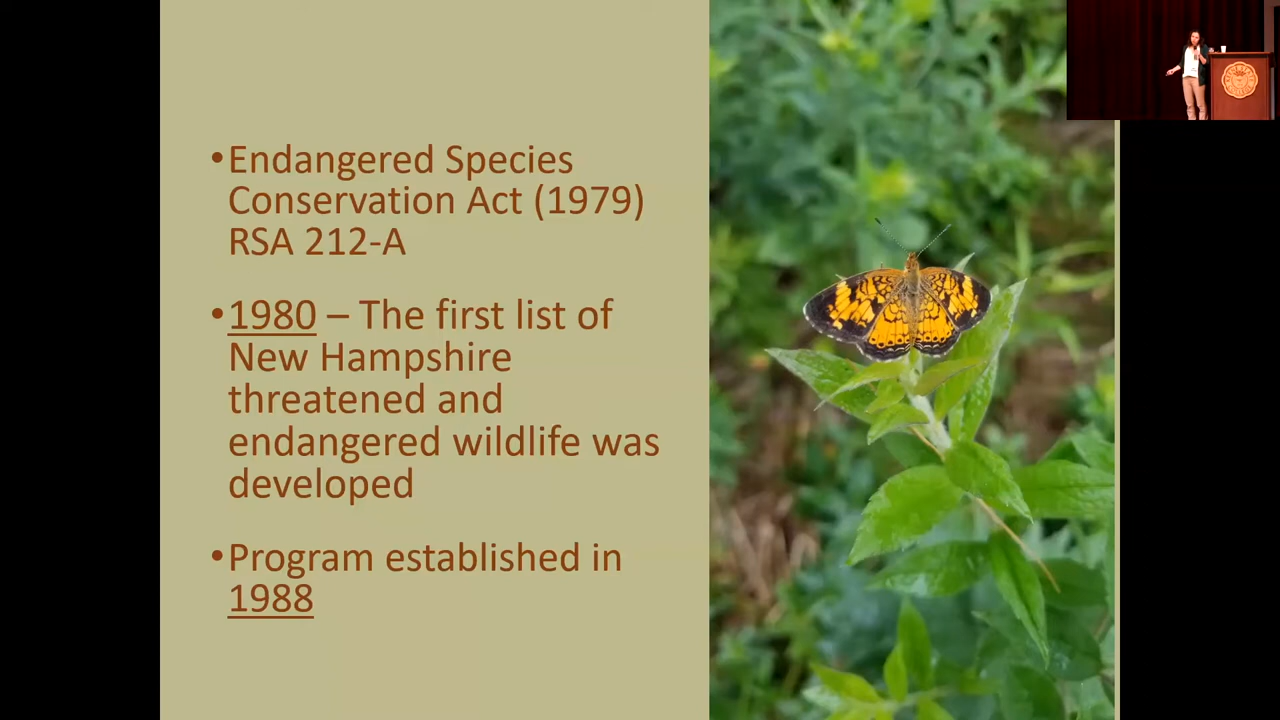 •Endangered Species
Conservation Act (1979)
RSA 212-A
•1980 – The first list of
New Hampshire
threatened and
endangered wildlife was
developed
•Program established in
1988